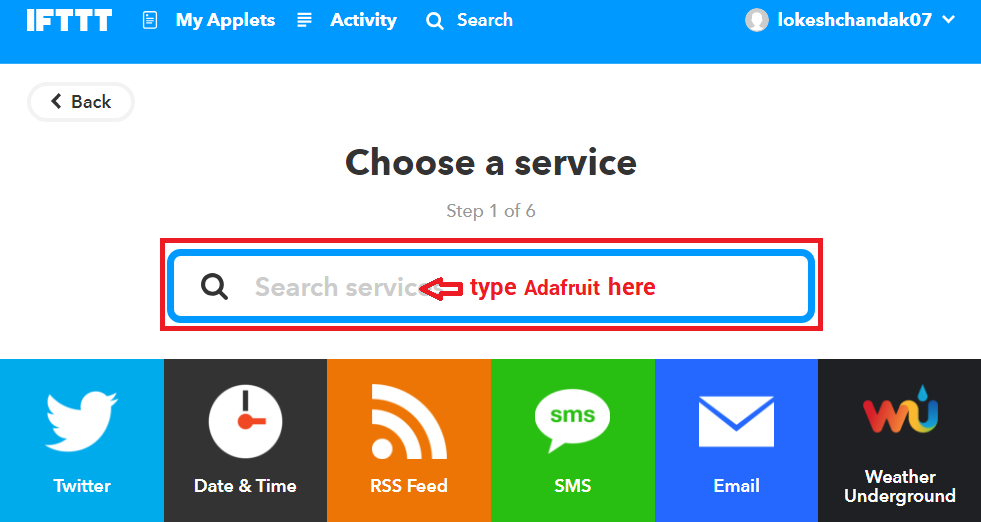 IFTTT My Applets Activity Search lokeshchandak07
Back
Choose a service
Step 1 of 6
Search services type Adafruit here
sms
Twitter Date & Time RSS Feed SMS Email Weather Underground